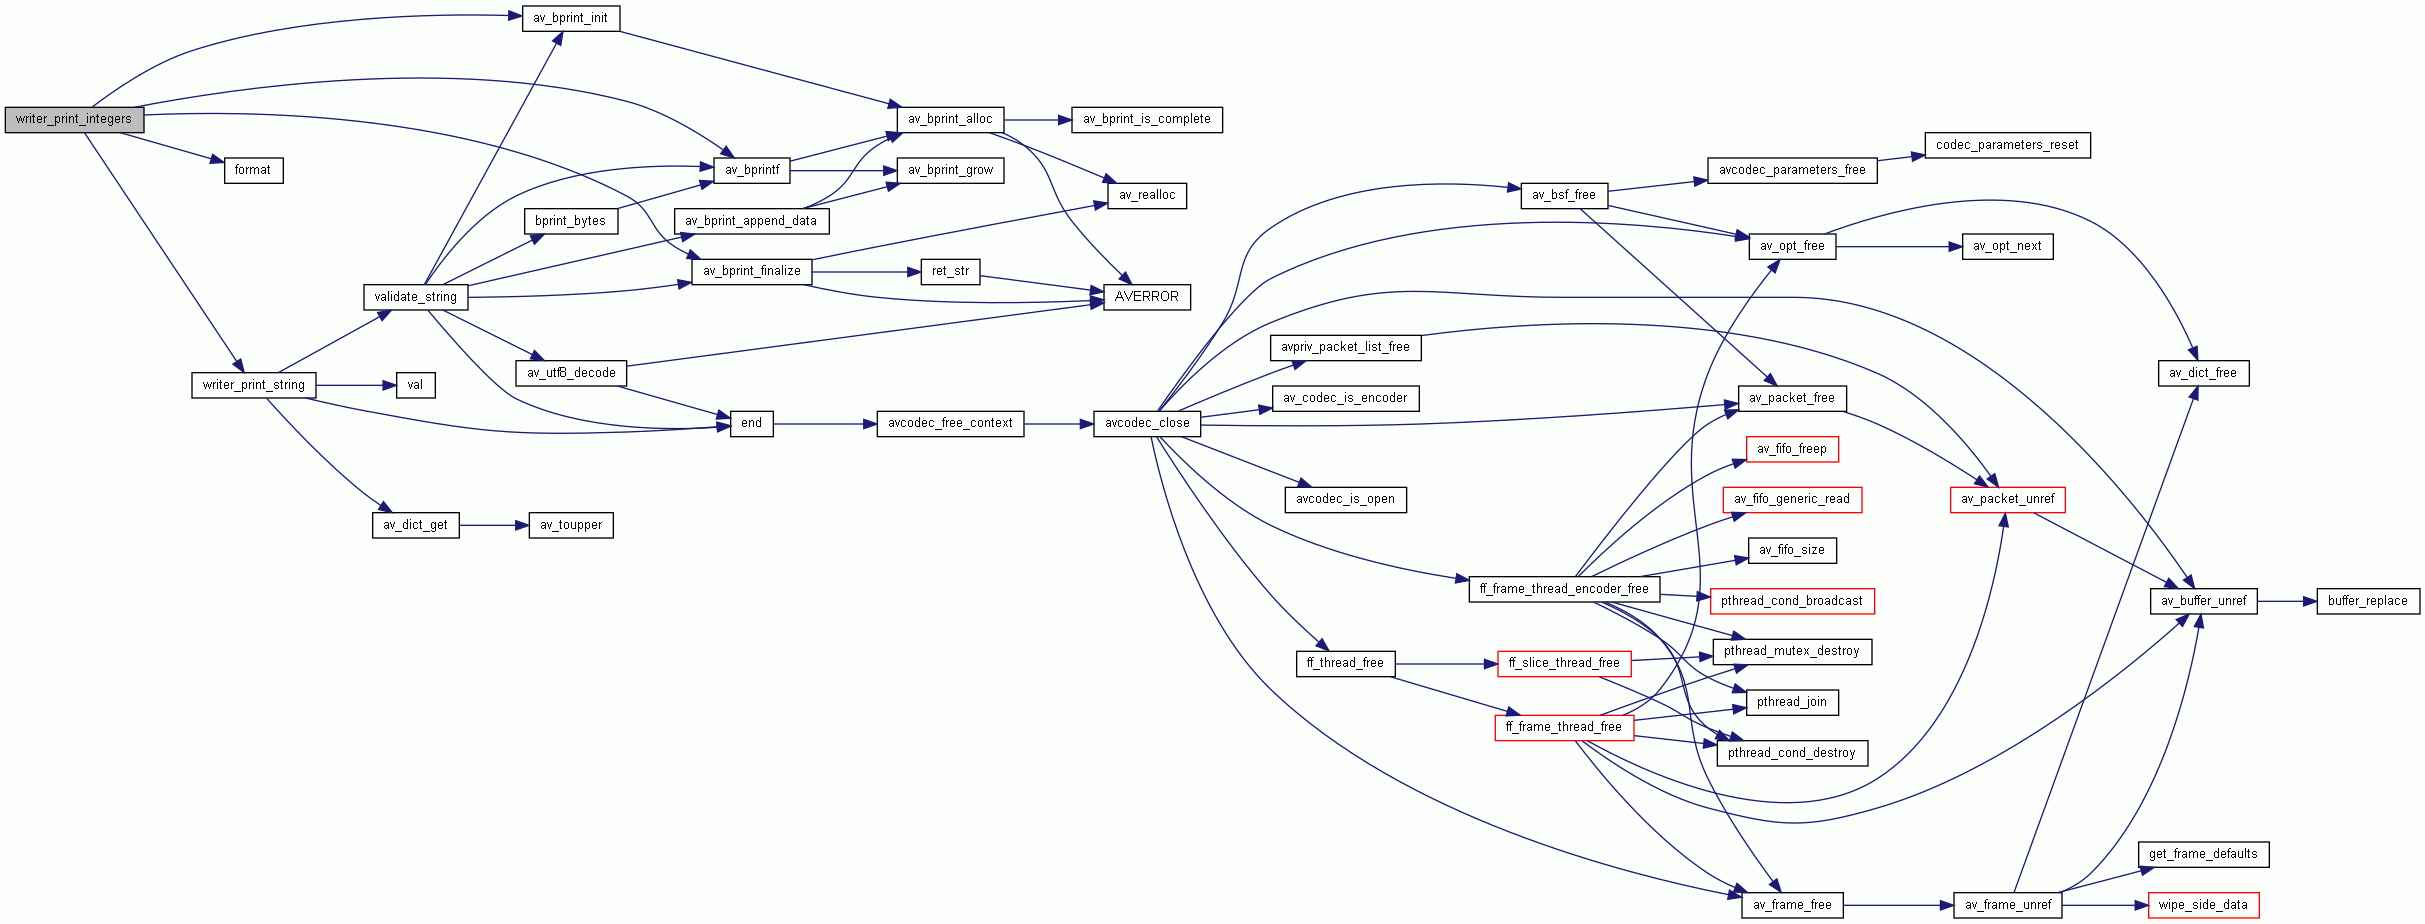 writer_print_integers
format
writer_print_string
validate_string
val
av_dict_get
av_bprint_init
bprint_bytes
av_utf8_decode
av_toupper
av_bprintf
av_bprint_append_data
av_bprint_finalize
end
av_bprint_alloc
av_bprint_grow
ret_str
avcodec_free_context
av_bprint_is_complete
av_realloc
AVERROR
avcodec_close
avpriv_packet_list_free
av_codec_is_encoder
avcodec_is_open
ff_thread_free
av_bsf_free
ff_frame_thread_encoder_free
ff_slice_thread_free
ff_frame_thread_free
avcodec_parameters_free
av_opt_free
av_packet_free
av_fifo_freep
av_fifo_generic_read
av_fifo_size
pthread_cond_broadcast
pthread_mutex_destroy
pthread_join
pthread_cond_destroy
av_frame_free
codec_parameters_reset
av_opt_next
av_packet_unref
av_frame_unref
av_dict_free
av_buffer_unref
get_frame_defaults
wipe_side_data
buffer_replace